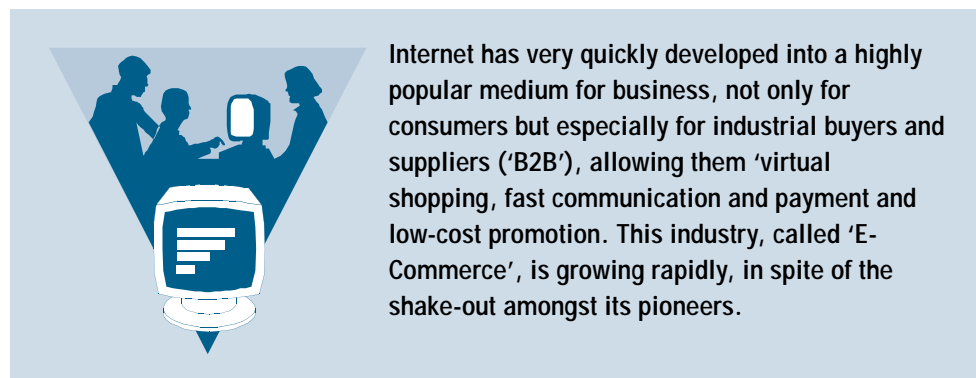 Internet has very quickly developed into a highly
popular medium for business, not only for
consumers but especially for industrial buyers and
suppliers (‘B2B’), allowing them ‘virtual
shopping, fast communication and payment and
low-cost promotion. This industry, called ‘E-
Commerce’, is growing rapidly, in spite of the
shake-out amongst its pioneers.